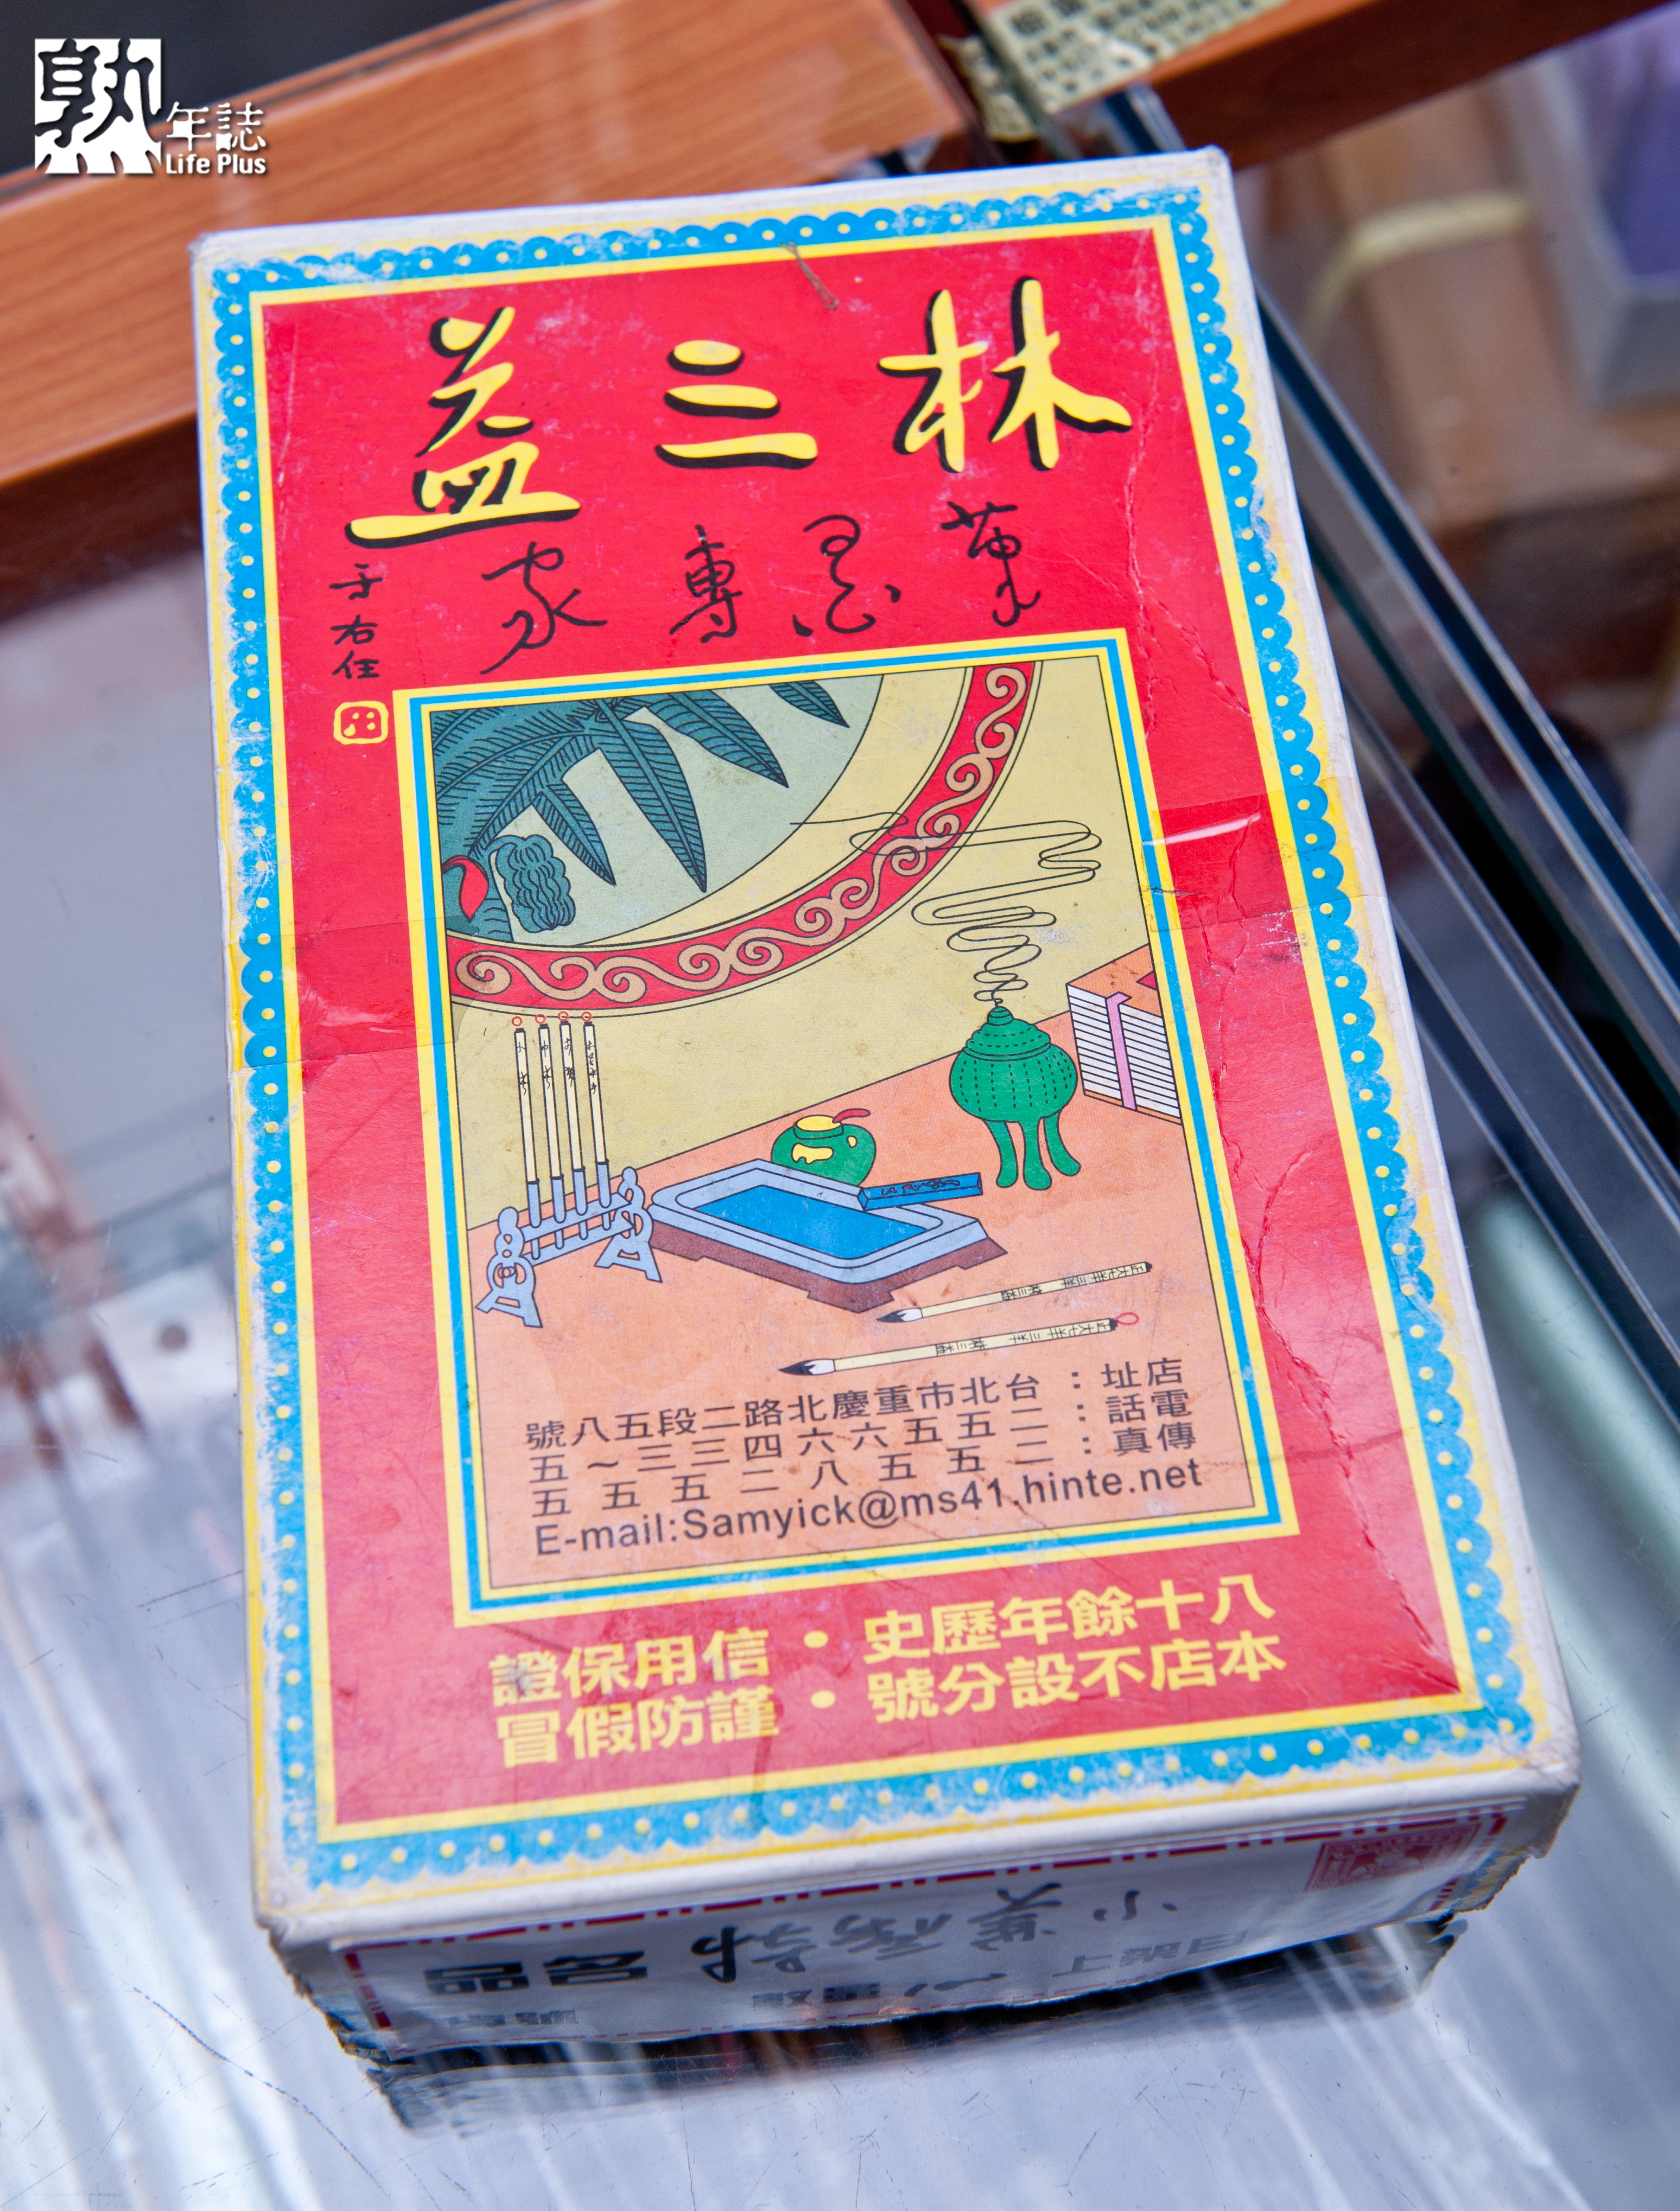 熟年誌
Life Plus
林三益
筆墨專家
于右任
店址：台北市重慶北路二段五八號
電話：二五五六六四三三～五
傳真：二五五八二五五五
E-mail:Samyick@ms41.hinte.net
八十餘年歷史・信用保證
本店不設分號・謹防假冒
品名